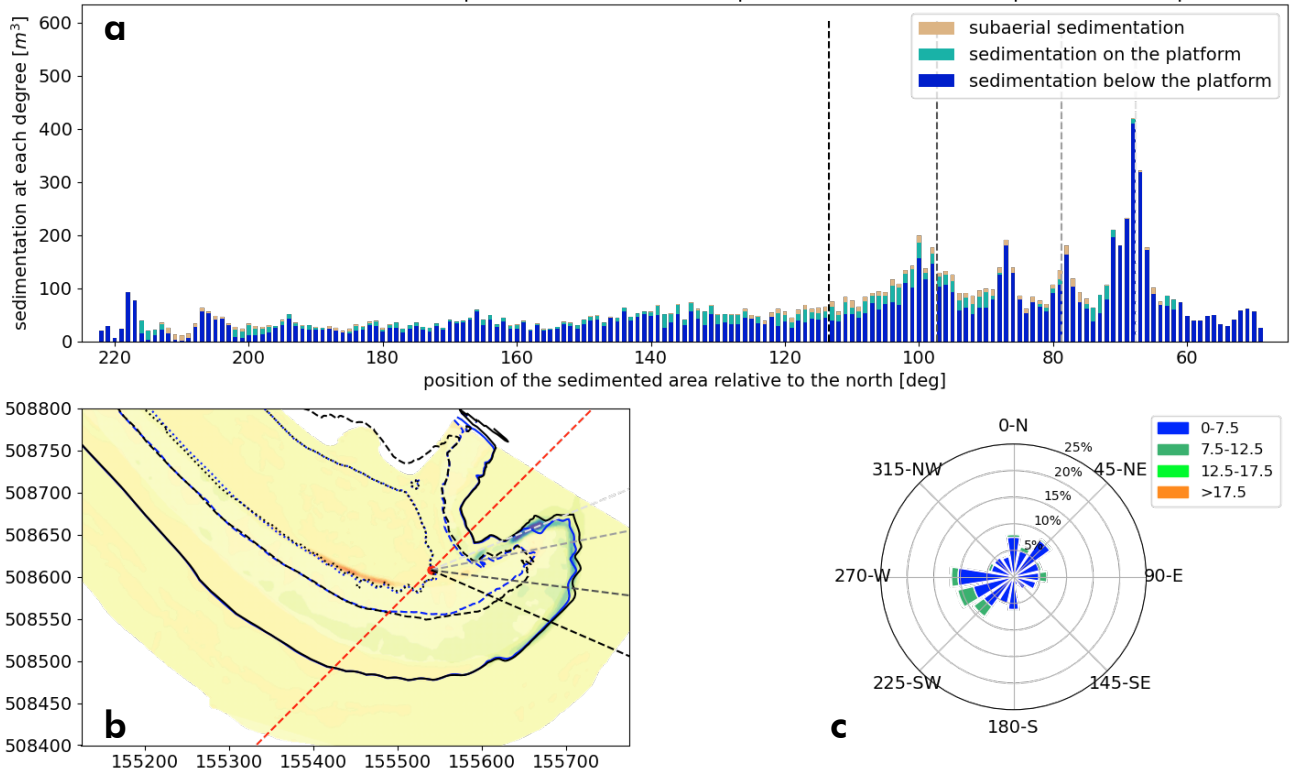 a
sedimentation at each degree [m³]
600
500
400
300
200
100
0
subaerial sedimentation
sedimentation on the platform
sedimentation below the platform
220 200 180 160 140 120 100 80 60
position of the sedimented area relative to the north [deg]
508800
508750
508700
508650
508600
508550
508500
508450
508400
b
155200 155300 155400 155500 155600 155700
0-N
25%
20%
15%
10%
5%
45-NE
90-E
145-SE
180-S
225-SW
270-W
315-NW
0-7.5
7.5-12.5
12.5-17.5
>17.5
c